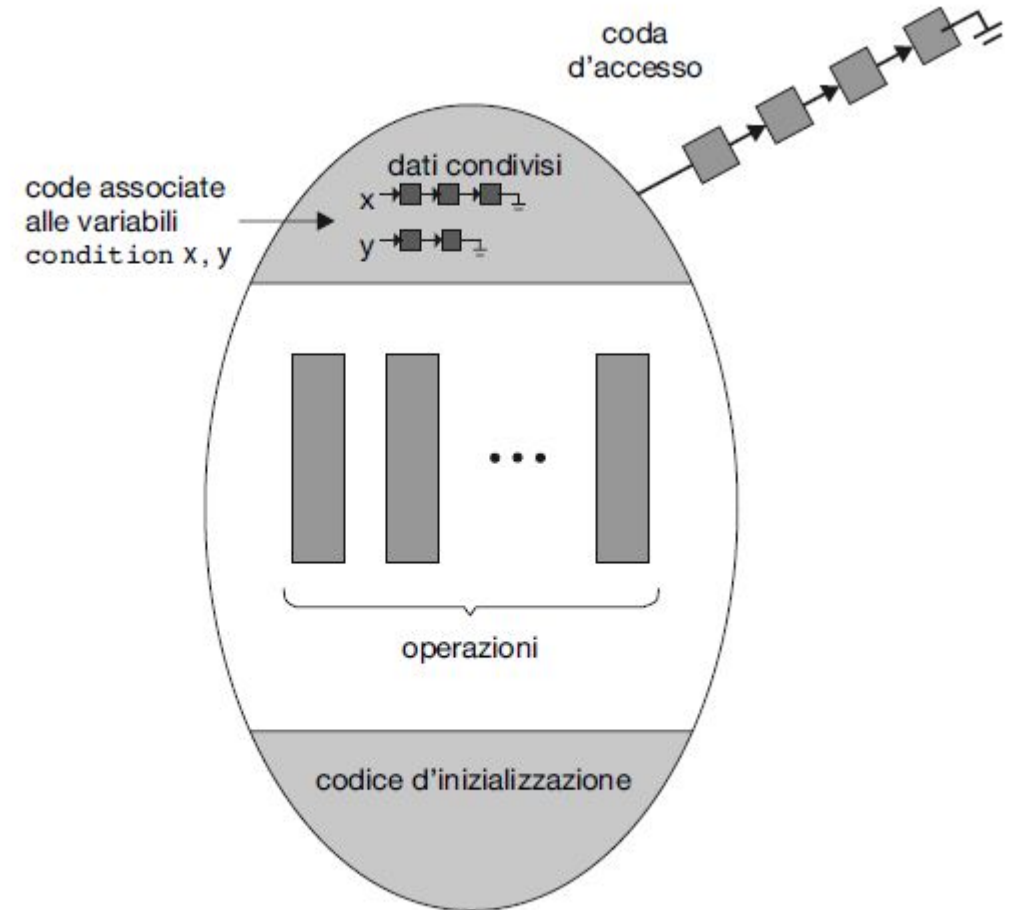 coda
d'accesso
dati condivisi
code associate
alle variabili
condition x, y
x
y
operazioni
codice d'inizializzazione